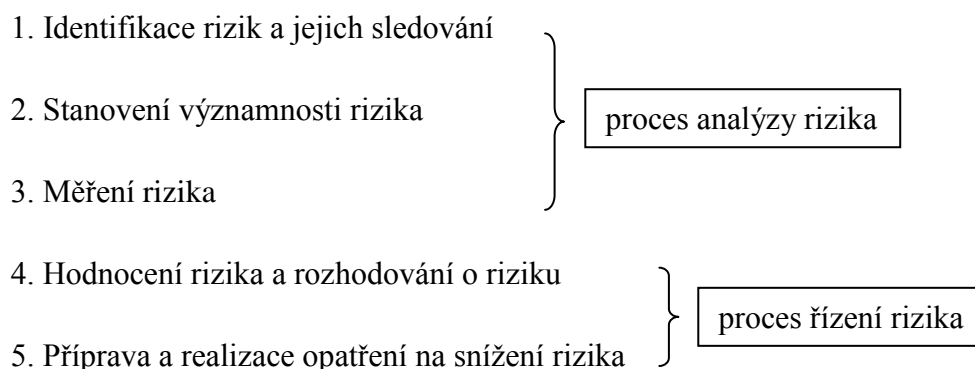 1. Identifikace rizik a jejich sledování
2. Stanovení významnosti rizika
proces analýzy rizika
3. Měření rizika
4. Hodnocení rizika a rozhodování o riziku
proces řízení rizika
5. Příprava a realizace opatření na snížení rizika